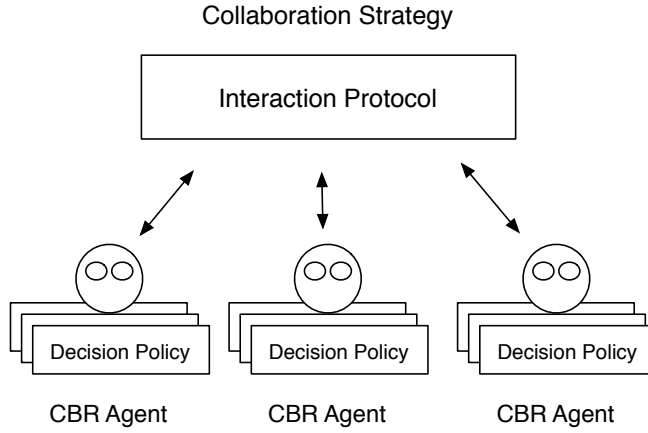 Collaboration Strategy
Interaction Protocol
Decision Policy
Decision Policy
Decision Policy
CBR Agent
CBR Agent
CBR Agent